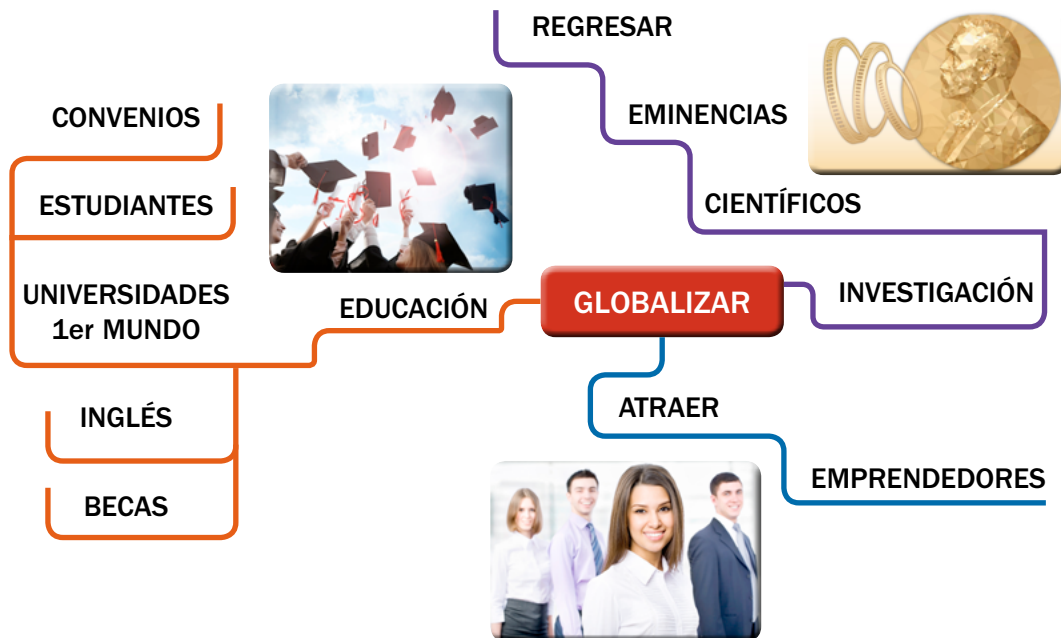 REGRESAR
EMINENCIAS
CONVENIOS
ESTUDIANTES
CIENTÍFICOS
UNIVERSIDADES
1er MUNDO
EDUCACIÓN
GLOBALIZAR
INVESTIGACIÓN
INGLÉS
ATRAER
BECAS
EMPRENDEDORES